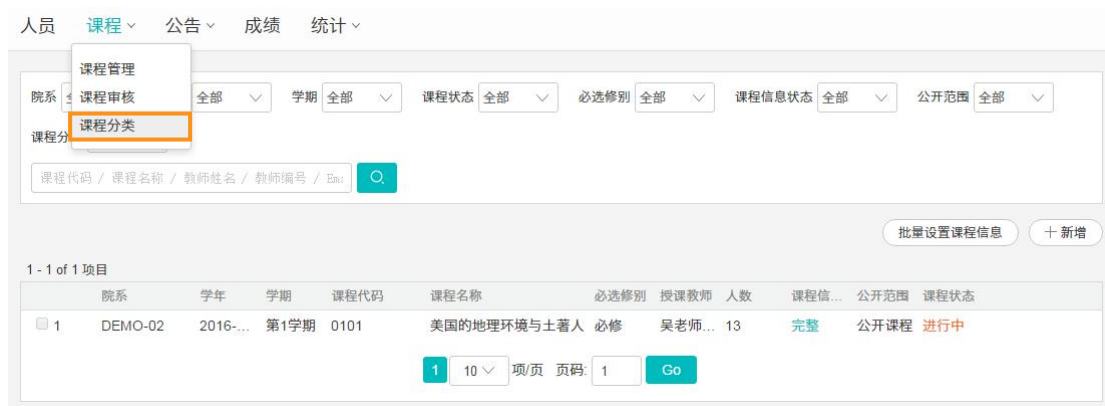 人员 课程 公告 成绩 统计
课程管理
课程审核
课程分类
院系 全部 学期 全部 课程状态 全部 必选修别 全部 课程信息状态 全部 公开范围 全部
课程分
课程代码 / 课程名称 / 教师姓名 / 教师编号 /
批量设置课程信息 +新增
1 - 1 of 1 项目
院系 学年 学期 课程代码 课程名称 必选修别 授课教师 人数 课程信... 公开范围 课程状态
1 DEMO-02 2016-... 第1学期 0101 美国的地理环境与土著人 必修 吴老师... 13 完整 公开课程 进行中
1 10 项/页 页码: 1 Go